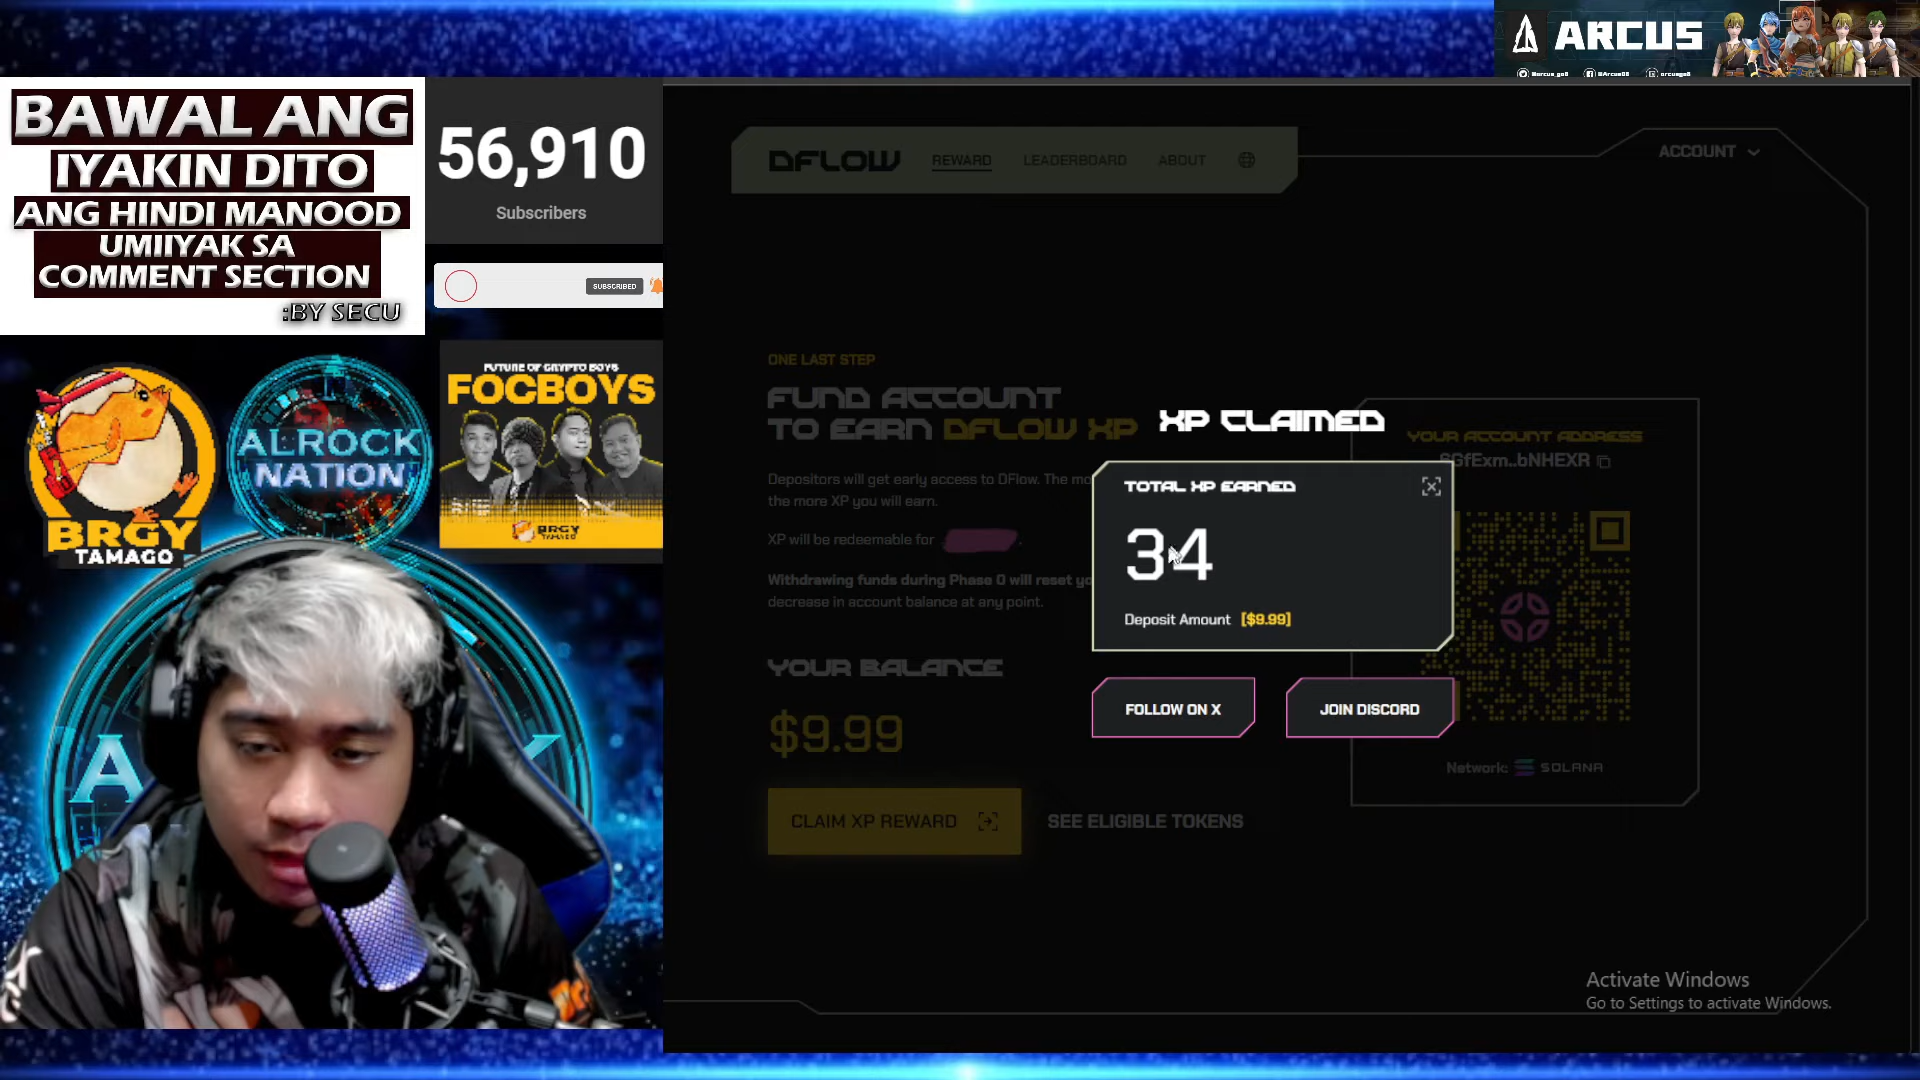 ARCUS
BAWAL ANG
IYAKIN DITO
ANG HINDI MANOOD
UMIIYAK SA
COMMENT SECTION
:BY SECU
56,910
Subscribers
SUBSCRIBED
BRGY
TAMAGO
ALROCK
NATION
FUTURE OF CRYPTO BOYS
FOCBOYS
BRGY
TAMAGO
DFLOW
REWARD
LEADERBOARD
ABOUT
ACCOUNT
ONE LAST STEP
FUND ACCOUNT
TO EARN DFLOW XP
Depositors will get early access to DFlow. The mo
the more XP you will earn.
XP will be redeemable for
Withdrawing funds during Phase 0 will reset yo
decrease in account balance at any point.
YOUR BALANCE
$9.99
CLAIM XP REWARD
SEE ELIGIBLE TOKENS
XP CLAIMED
TOTAL XP EARNED
34
Deposit Amount [$9.99]
FOLLOW ON X
JOIN DISCORD
YOUR ACCOUNT ADDRESS
GfExm..bNHEXR
Network: SOLANA
Activate Windows
Go to Settings to activate Windows.